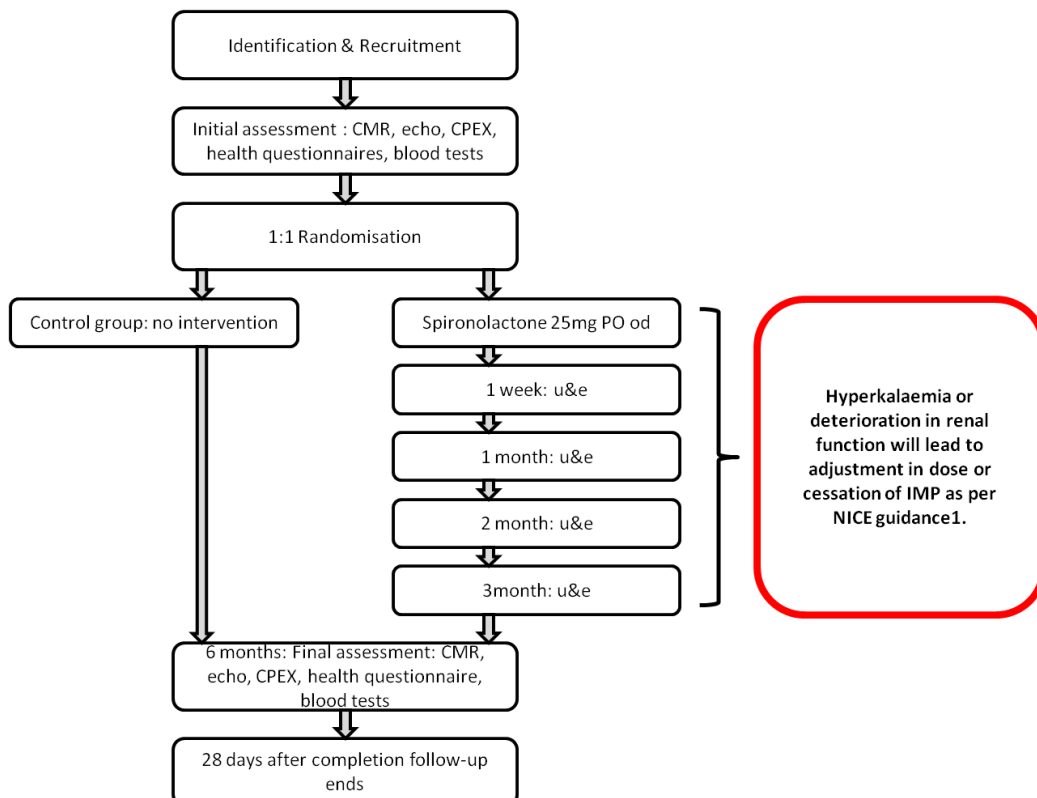 Identification & Recruitment
Initial assessment : CMR, echo, CPEX,
health questionnaires, blood tests
1:1 Randomisation
Control group: no intervention
Spironolactone 25mg PO od
1 week: u&e
1 month: u&e
2 month: u&e
3month: u&e
Hyperkalaemia or
deterioration in renal
function will lead to
adjustment in dose or
cessation of IMP as per
NICE guidance1.
6 months: Final assessment: CMR,
echo, CPEX, health questionnaire,
blood tests
28 days after completion follow-up
ends